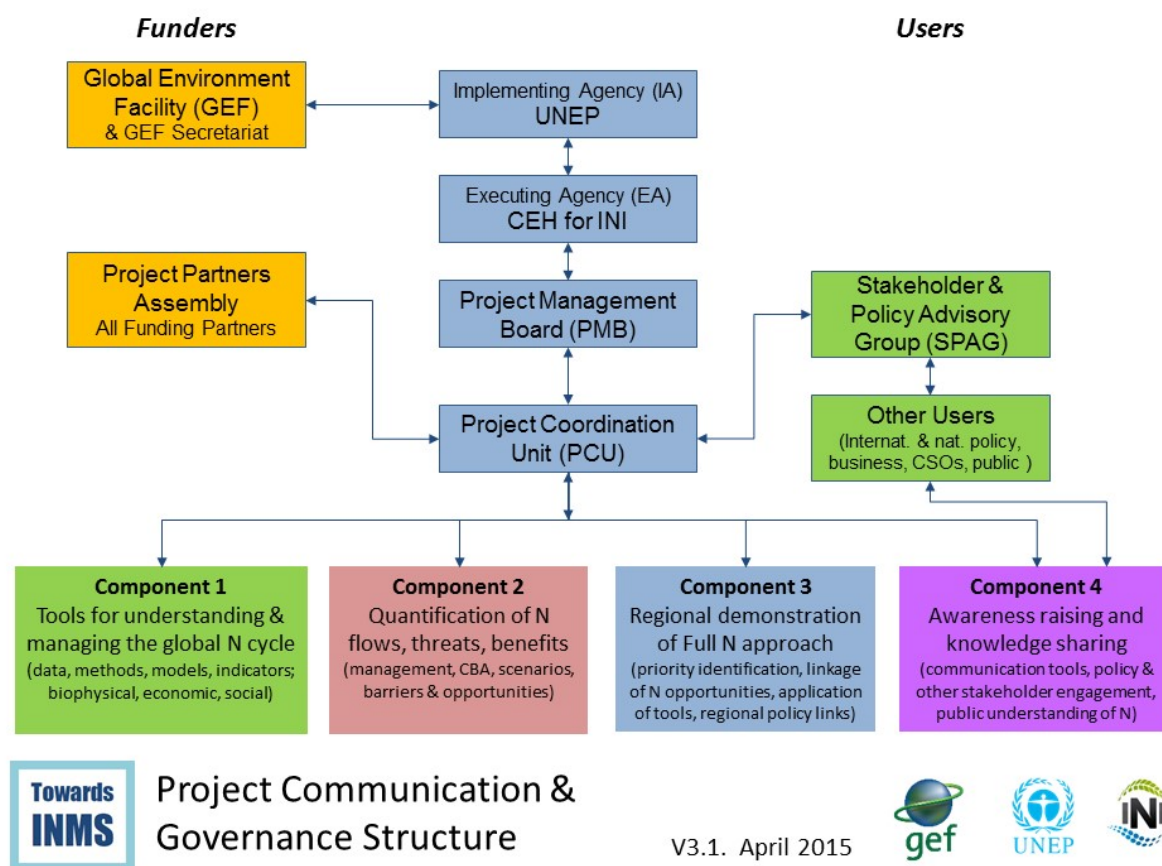 Funders
Users
Global Environment
Facility (GEF)
& GEF Secretariat
Implementing Agency (IA)
UNEP
Executing Agency (EA)
CEH for INI
Project Partners
Assembly
All Funding Partners
Project Management
Board (PMB)
Stakeholder &
Policy Advisory
Group (SPAG)
Project Coordination
Unit (PCU)
Other Users
(Internat. & nat. policy,
business, CSOs, public )
Component 1
Tools for understanding &
managing the global N cycle
(data, methods, models, indicators;
biophysical, economic, social)
Component 2
Quantification of N
flows, threats, benefits
(management, CBA, scenarios,
barriers & opportunities)
Component 3
Regional demonstration
of Full N approach
(priority identification, linkage
of N opportunities, application
of tools, regional policy links)
Component 4
Awareness raising and
knowledge sharing
(communication tools, policy &
other stakeholder engagement,
public understanding of N)
Towards
INMS
Project Communication &
Governance Structure
V3.1. April 2015
gef
UNEP